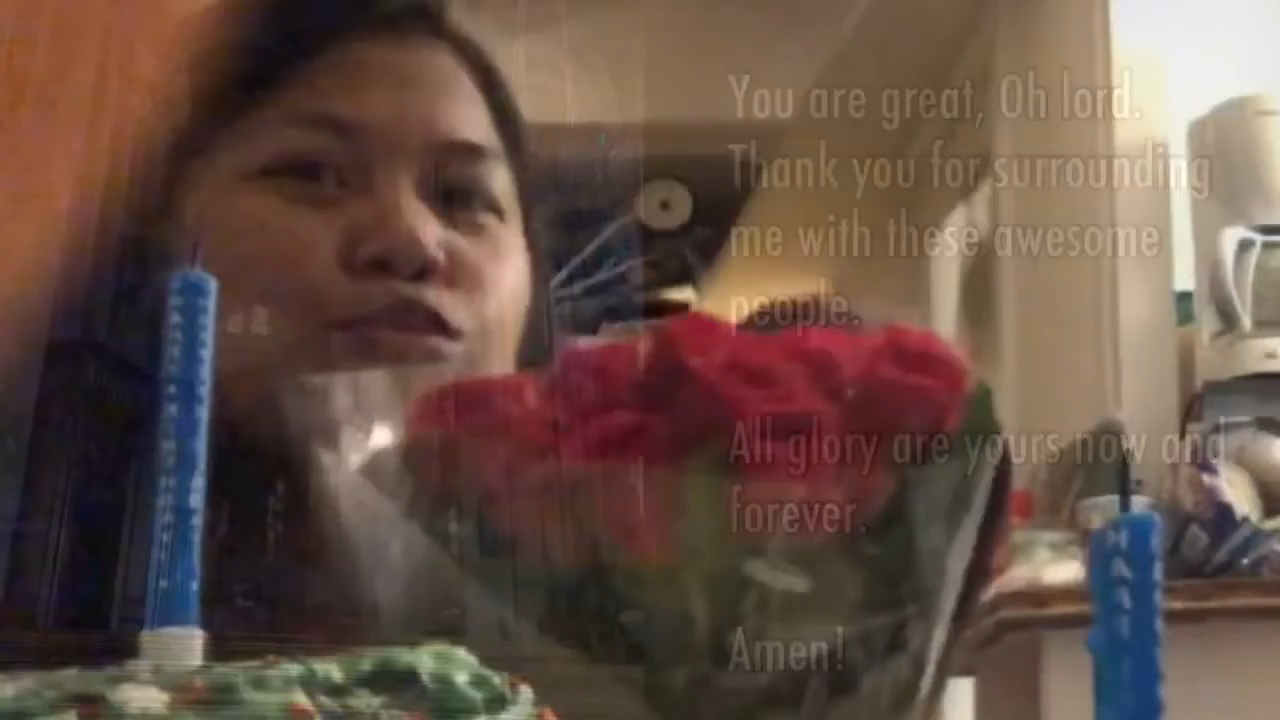 You are great, Oh lord.
Thank you for surrounding
me with these awesome
people.
All glory are yours now and
forever.
Amen!